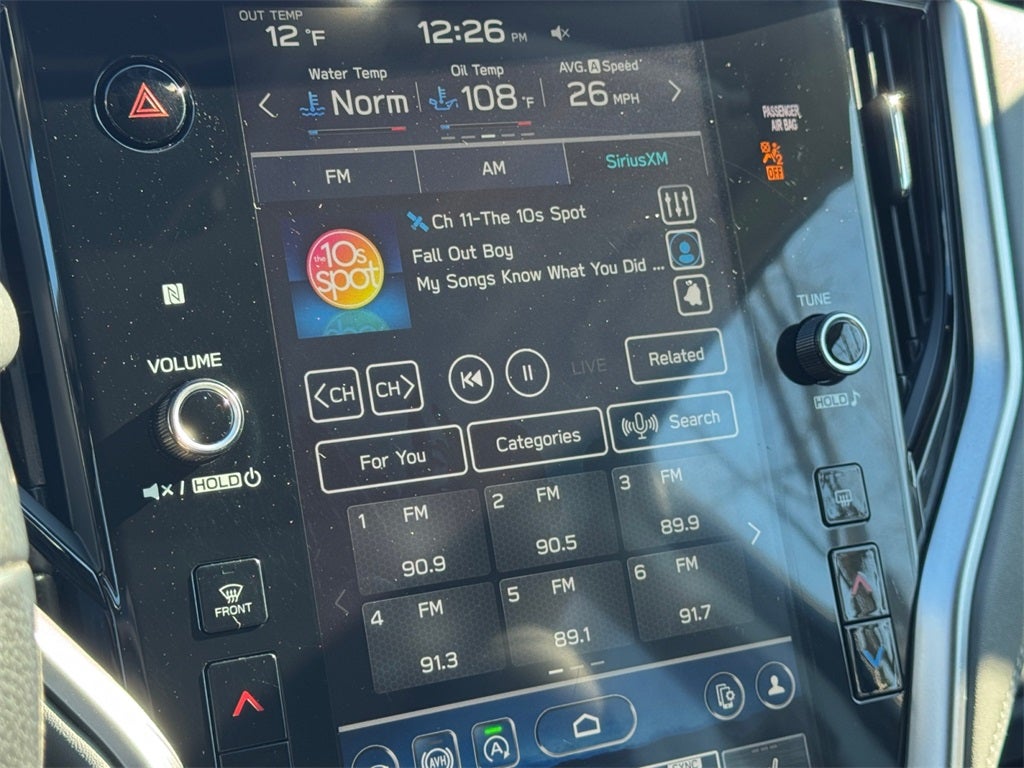 OUT TEMP
12 °F
12:26 PM
Water Temp
Norm
Oil Temp
108 °F
AVG. A Speed
26 MPH
PASSENGER
AIR BAG
OFF
FM
AM
SiriusXM
Ch 11-The 10s Spot
Fall Out Boy
My Songs Know What You Did ...
the 10s
spot
N
VOLUME
/ HOLD
TUNE
HOLD
<CH
CH>
LIVE
Related
For You
Categories
Search
1 FM
90.9
2 FM
90.5
3 FM
89.9
4 FM
91.3
5 FM
89.1
6 FM
91.7
FRONT
AVH
A
SYNC